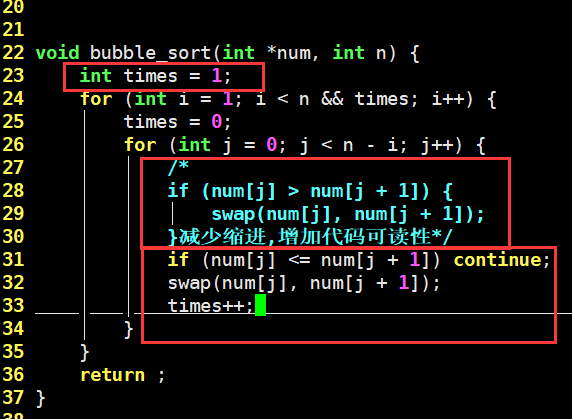 20
21
22 void bubble_sort(int *num, int n) {
23     int times = 1;
24     for (int i = 1; i < n && times; i++) {
25         times = 0;
26         for (int j = 0; j < n - i; j++) {
27             /*
28             if (num[j] > num[j + 1]) {
29                 swap(num[j], num[j + 1]);
30             }减少缩进,增加代码可读性*/
31             if (num[j] <= num[j + 1]) continue;
32             swap(num[j], num[j + 1]);
33             times++;
34         }
35     }
36     return ;
37 }
38